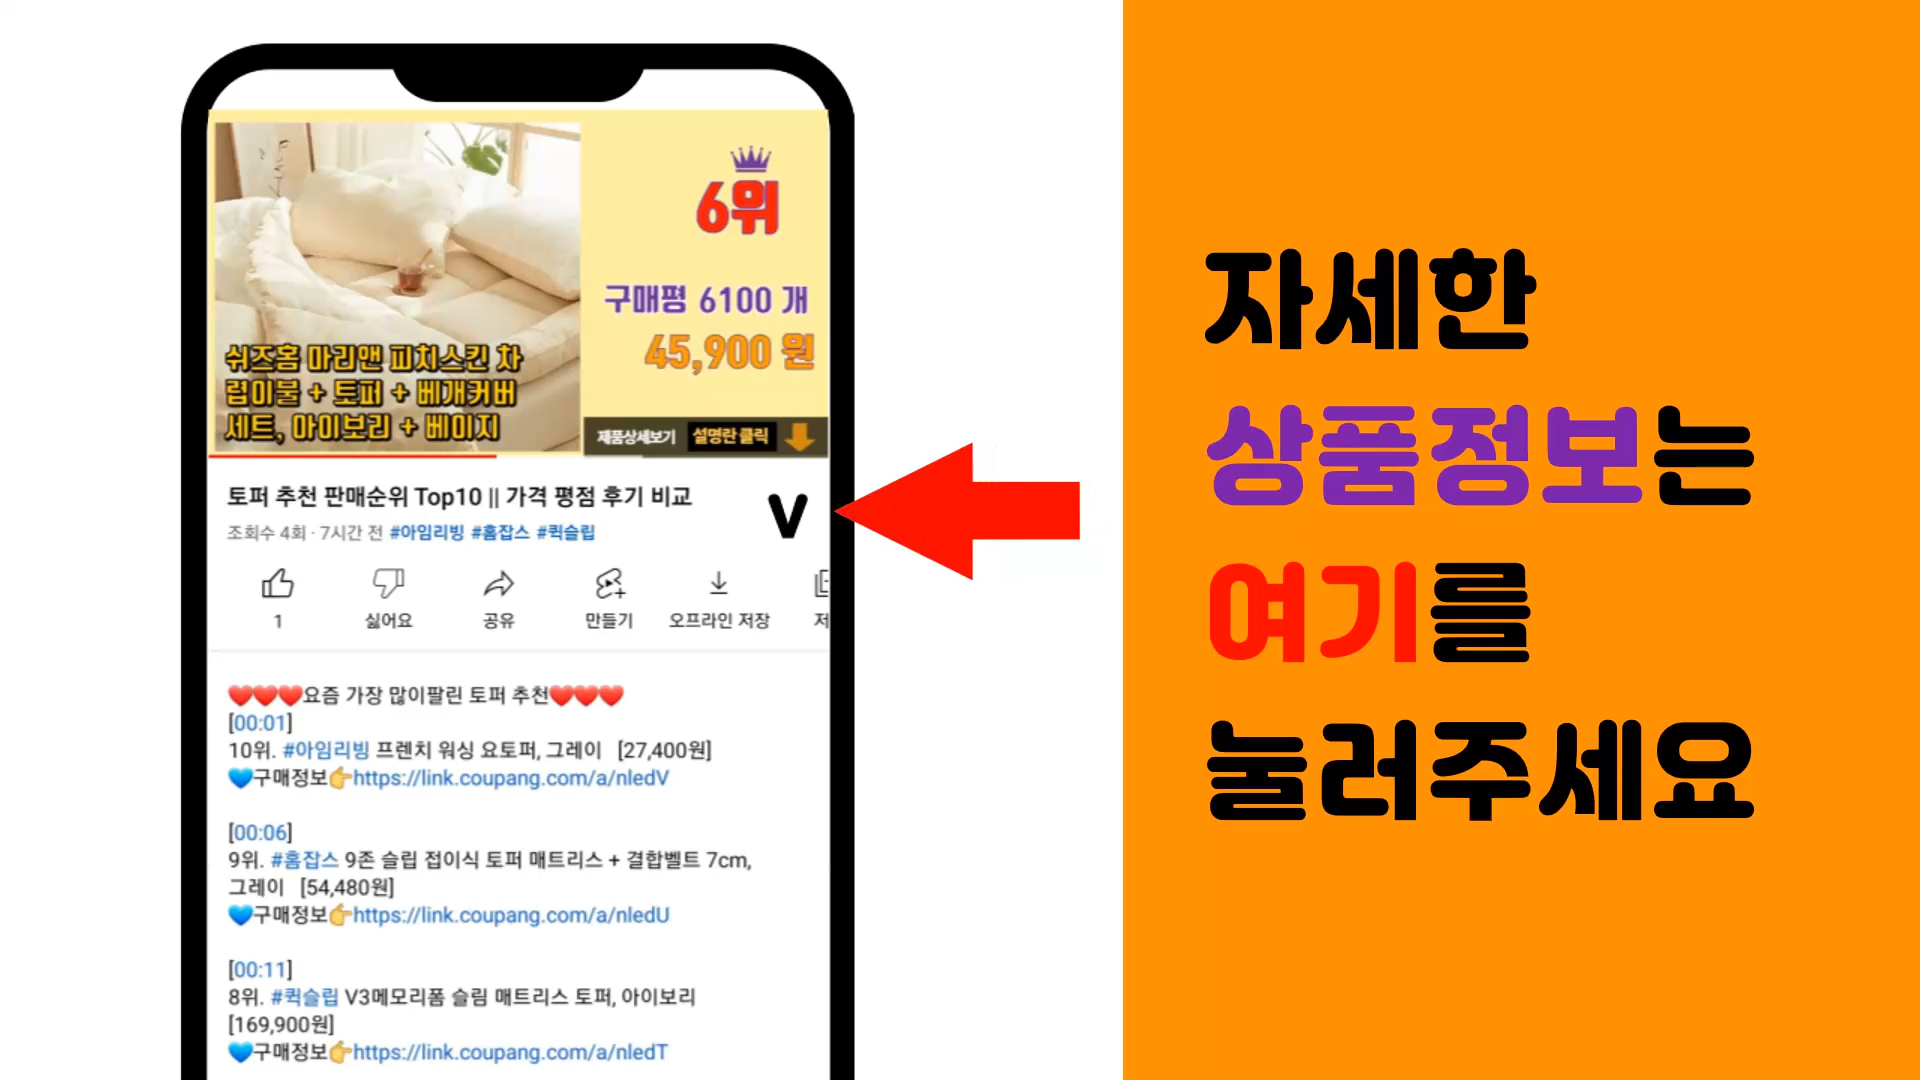 6위
구매평 6100 개
45,900 원
쉬즈홈 마리앤 피치스킨 차
렵이불 + 토퍼 + 베개커버
세트, 아이보리 + 베이지
제품상세보기 설명란 클릭
토퍼 추천 판매순위 Top10 || 가격 평점 후기 비교
V
조회수 4회 · 7시간 전 #아임리빙 #홈잡스 #퀵슬립
1 싫어요 공유 만들기 오프라인 저장 저
❤️❤️❤️요즘 가장 많이팔린 토퍼 추천❤️❤️❤️
[00:01]
10위. #아임리빙 프렌치 워싱 요토퍼, 그레이 [27,400원]
💙구매정보👉https://link.coupang.com/a/nledV
[00:06]
9위. #홈잡스 9존 슬립 접이식 토퍼 매트리스 + 결합벨트 7cm,
그레이 [54,480원]
💙구매정보👉https://link.coupang.com/a/nledU
[00:11]
8위. #퀵슬립 V3메모리폼 슬림 매트리스 토퍼, 아이보리
[169,900원]
💙구매정보👉https://link.coupang.com/a/nledT
자세한
상품정보는
여기를
눌러주세요